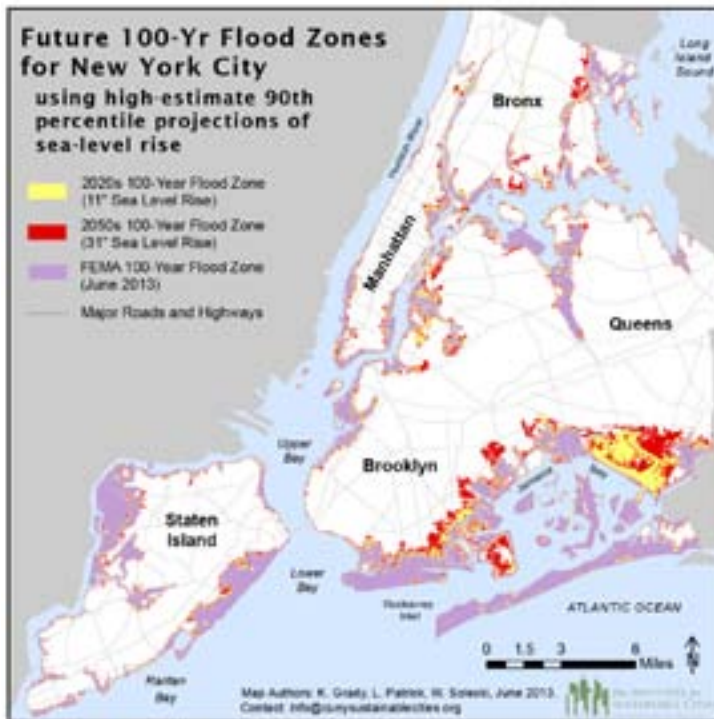 Future 100-Yr Flood Zones
for New York City
using high-estimate 90th
percentile projections of
sea-level rise
2020s 100-Year Flood Zone
(11" Sea Level Rise)
2050s 100-Year Flood Zone
(31" Sea Level Rise)
FEMA 100-Year Flood Zone
(June 2013)
Major Roads and Highways
Long
Island
Sound
Bronx
Hudson River
Manhattan
Queens
Upper
Bay
Brooklyn
Jamaica Bay
Staten
Island
Lower
Bay
Rockaway
Inlet
ATLANTIC OCEAN
Raritan
Bay
0 1.5 3 6
Miles
N
Map Authors: K. Grady, L. Patrick, W. Solecki, June 2013.
Contact: info@cunysustainablecities.org